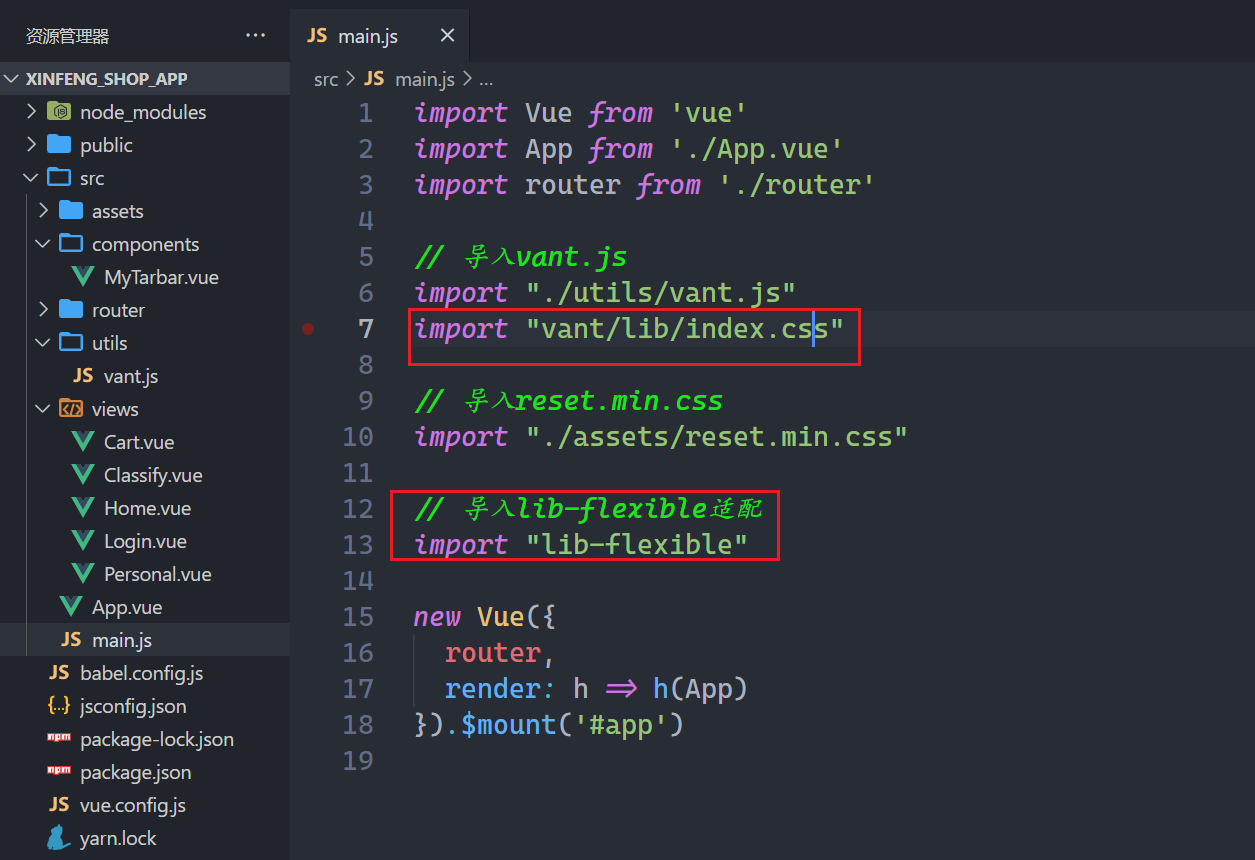 资源管理器 ...
XINFENG_SHOP_APP
node_modules
public
src
assets
components
MyTarbar.vue
router
utils
JS vant.js
views
Cart.vue
Classify.vue
Home.vue
Login.vue
Personal.vue
App.vue
JS main.js
JS babel.config.js
{..} jsconfig.json
npm package-lock.json
npm package.json
JS vue.config.js
yarn.lock
JS main.js ×
src > JS main.js > ...
1 import Vue from 'vue'
2 import App from './App.vue'
3 import router from './router'
4
5 // 导入vant.js
6 import "./utils/vant.js"
7 import "vant/lib/index.css"
8
9 // 导入reset.min.css
10 import "./assets/reset.min.css"
11
12 // 导入lib-flexible适配
13 import "lib-flexible"
14
15 new Vue({
16   router,
17   render: h => h(App)
18 }).$mount('#app')
19